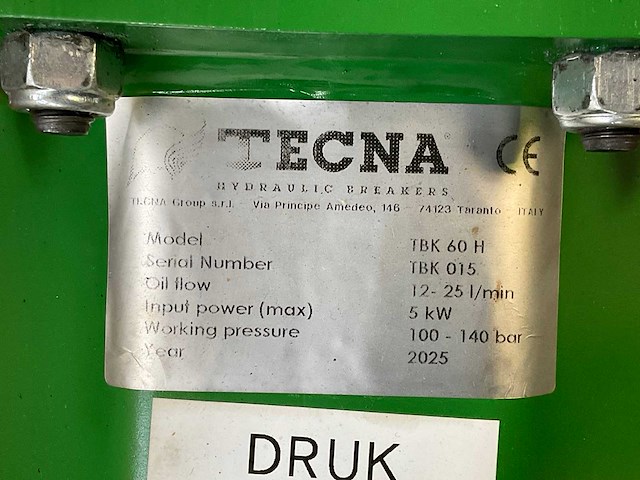 TECNA CE
HYDRAULIC BREAKERS
TECNA Group s.r.l. - Via Principe Amedeo, 146 - 74123 Taranto - ITALY
Model TBK 60 H
Serial Number TBK 015
Oil flow 12- 25 l/min
Input power (max) 5 kW
Working pressure 100 - 140 bar
Year 2025
DRUK